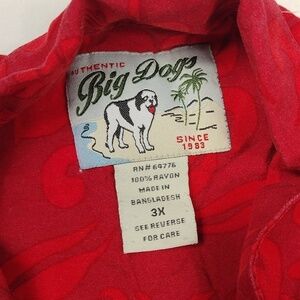 AUTHENTIC
Big Dogs
SINCE
1983
RN# 69776
100% RAYON
MADE IN
BANGLADESH
3X
SEE REVERSE
FOR CARE